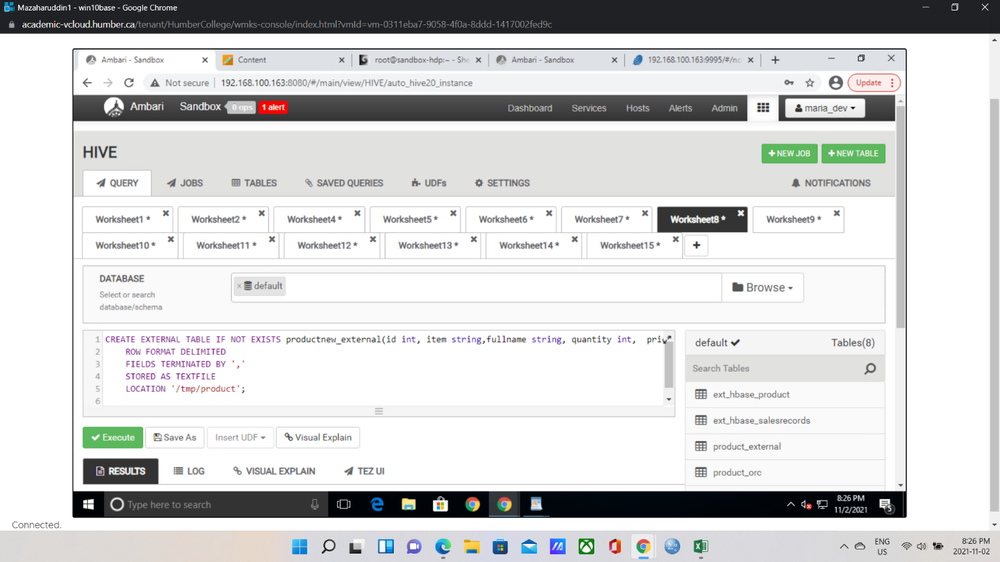 Mazaharuddin1 - win10base - Google Chrome
academic-vcloud.humber.ca/tenant/HumberCollege/wmks-console/index.html?vmId=vm-0311eba7-9058-4f0a-8ddd-1417002fed9c
Ambari - Sandbox Content root@sandbox-hdp:~ - She Ambari - Sandbox 192.168.100.163:9995/#/no
Not secure 192.168.100.163:8080/#/main/view/HIVE/auto_hive20_instance Update
Ambari Sandbox 0 ops 1 alert Dashboard Services Hosts Alerts Admin maria_dev
HIVE
NEW JOB NEW TABLE
QUERY JOBS TABLES SAVED QUERIES UDFs SETTINGS NOTIFICATIONS
Worksheet1 * Worksheet2 * Worksheet4 * Worksheet5 * Worksheet6 * Worksheet7 * Worksheet8 * Worksheet9 *
Worksheet10 * Worksheet11 * Worksheet12 * Worksheet13 * Worksheet14 * Worksheet15 *
DATABASE
Select or search
database/schema
default
Browse
1 CREATE EXTERNAL TABLE IF NOT EXISTS productnew_external(id int, item string,fullname string, quantity int, pri
2 ROW FORMAT DELIMITED
3 FIELDS TERMINATED BY ','
4 STORED AS TEXTFILE
5 LOCATION '/tmp/product';
6
default Tables(8)
Search Tables
ext_hbase_product
ext_hbase_salesrecords
product_external
product_orc
Execute Save As Insert UDF Visual Explain
RESULTS LOG VISUAL EXPLAIN TEZ UI
Type here to search
8:26 PM
11/2/2021
5
Connected.
ENG
US
8:26 PM
2021-11-02